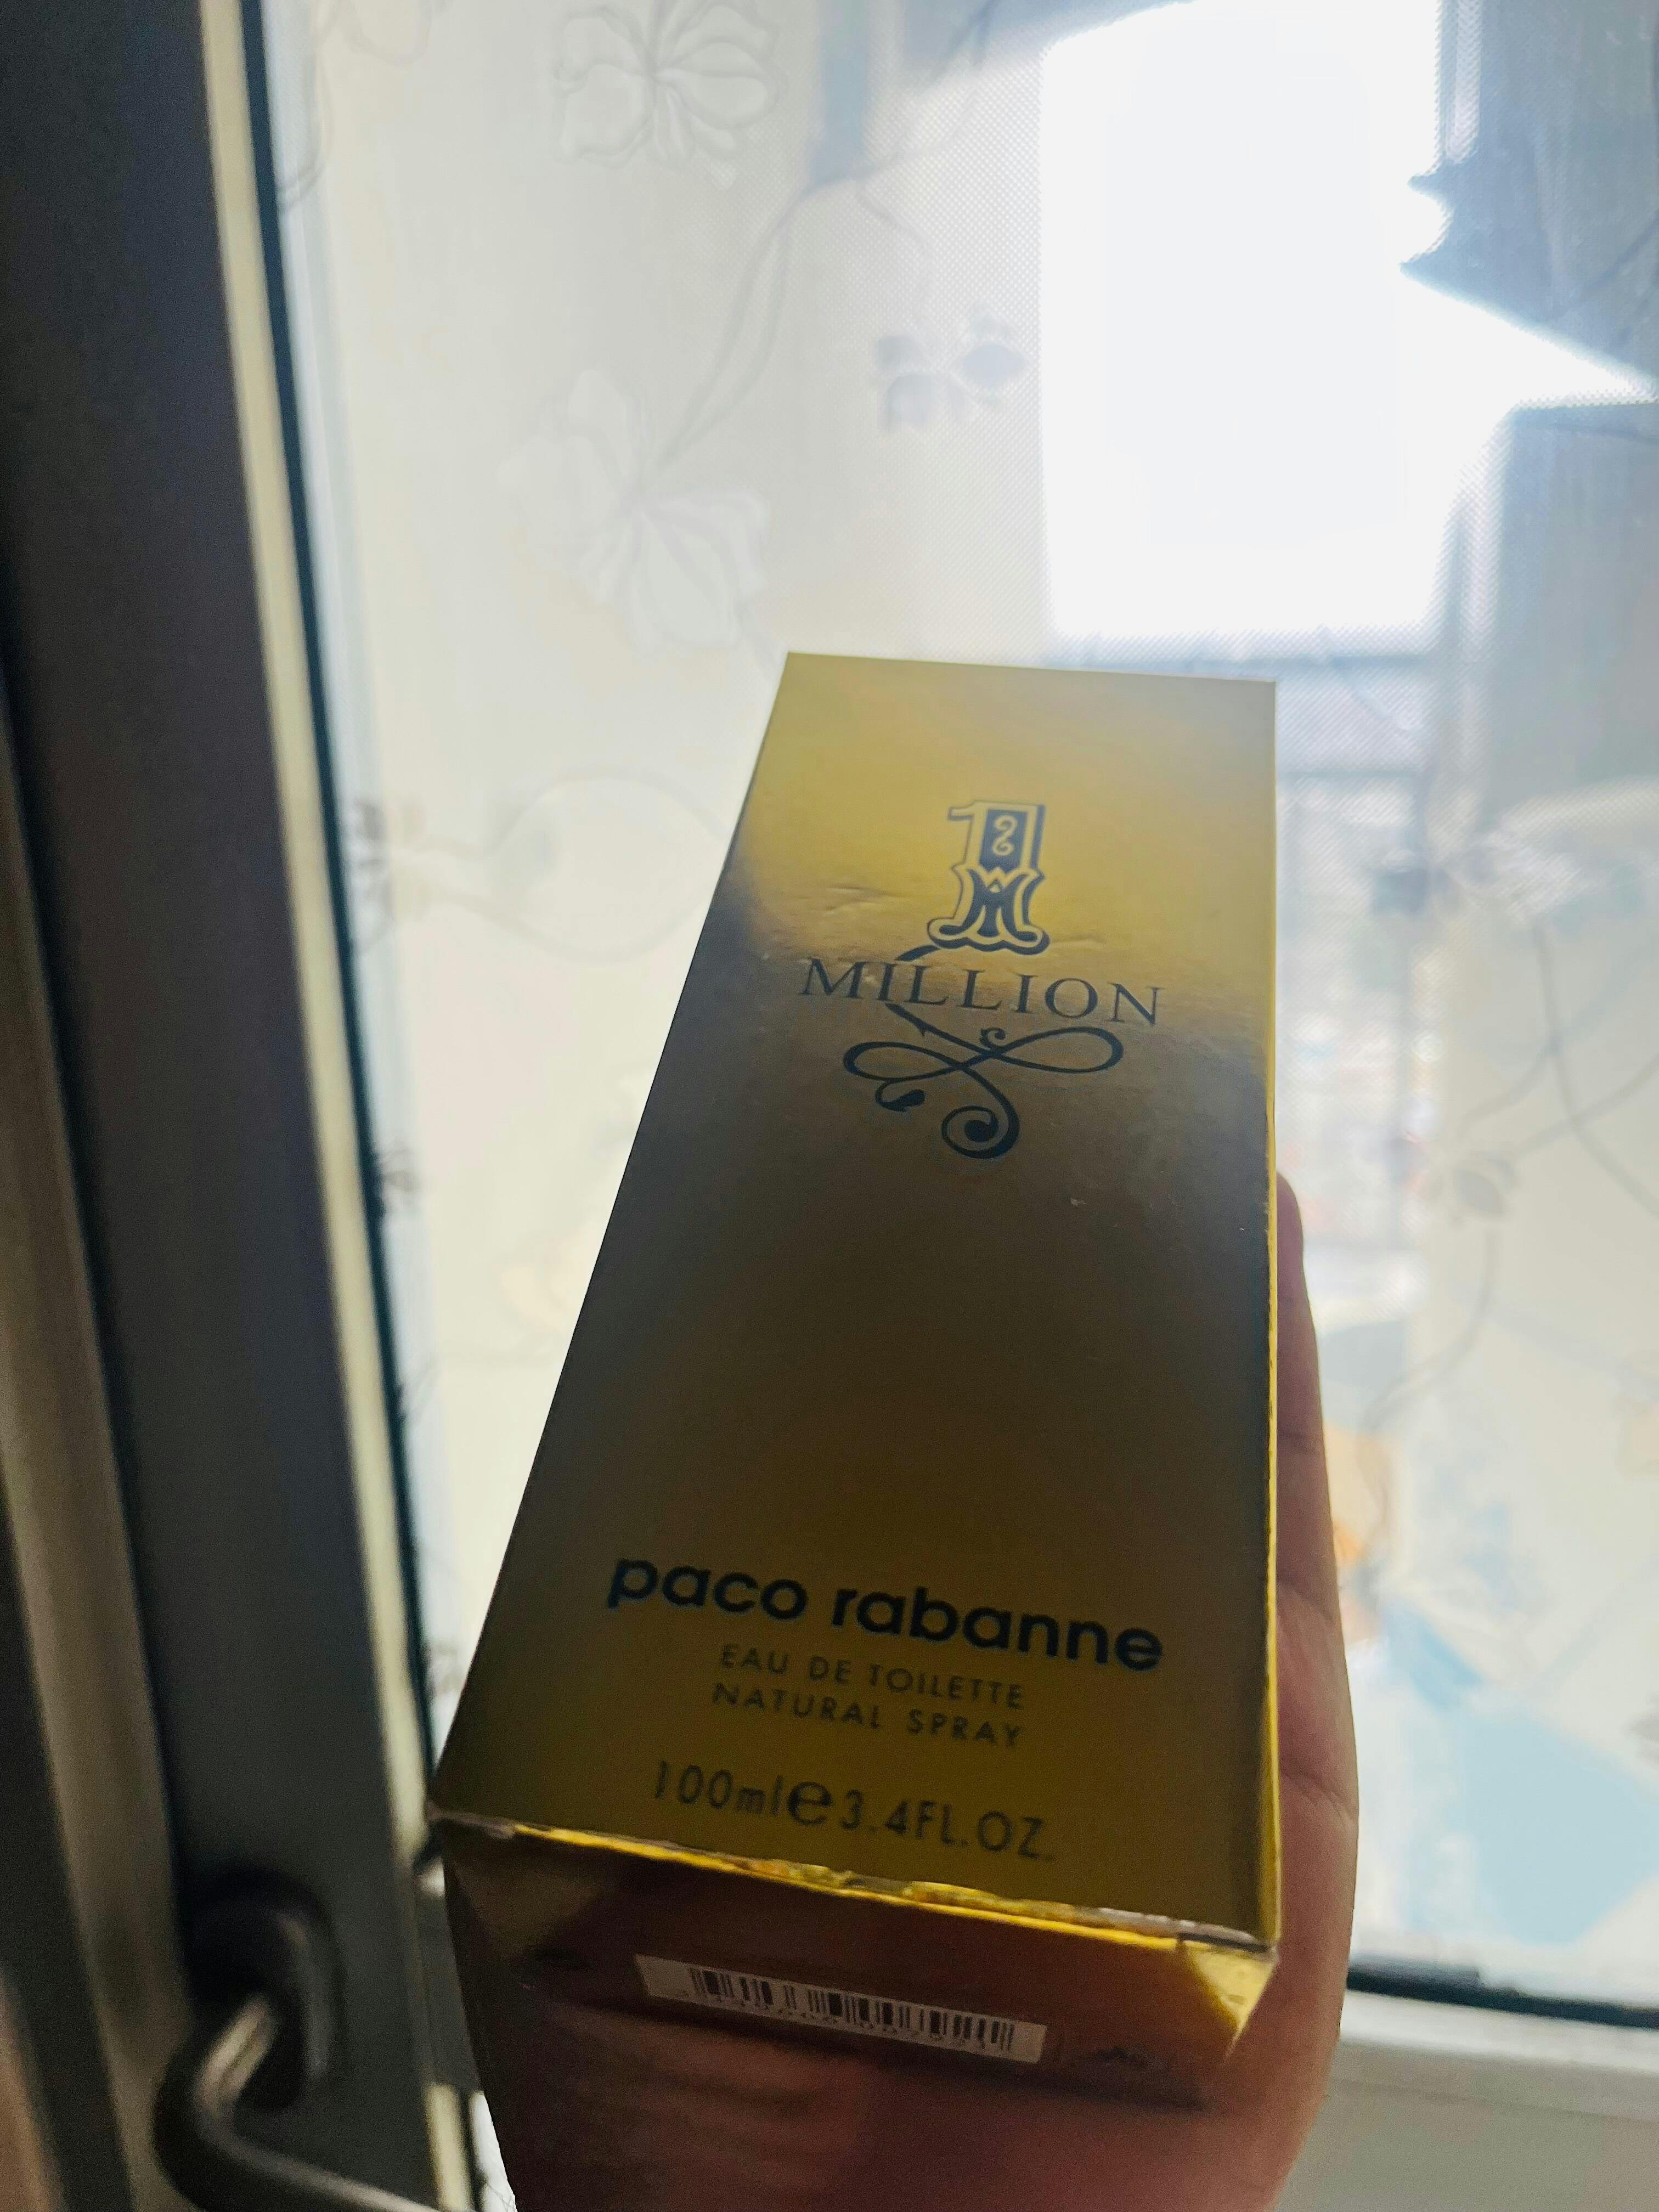 1
MILLION
paco rabanne
EAU DE TOILETTE
NATURAL SPRAY
100ml℮3.4FL.OZ.